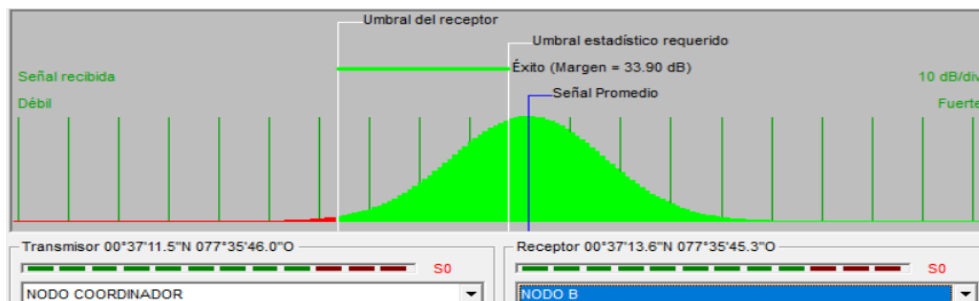 Umbral del receptor
Umbral estadístico requerido
Éxito (Margen = 33.90 dB)
Señal recibida
10 dB/div
Señal Promedio
Débil
Fuerte
Transmisor 00°37'11.5"N 077°35'46.0"O
Receptor 00°37'13.6"N 077°35'45.3"O
S0
S0
NODO COORDINADOR
NODO B